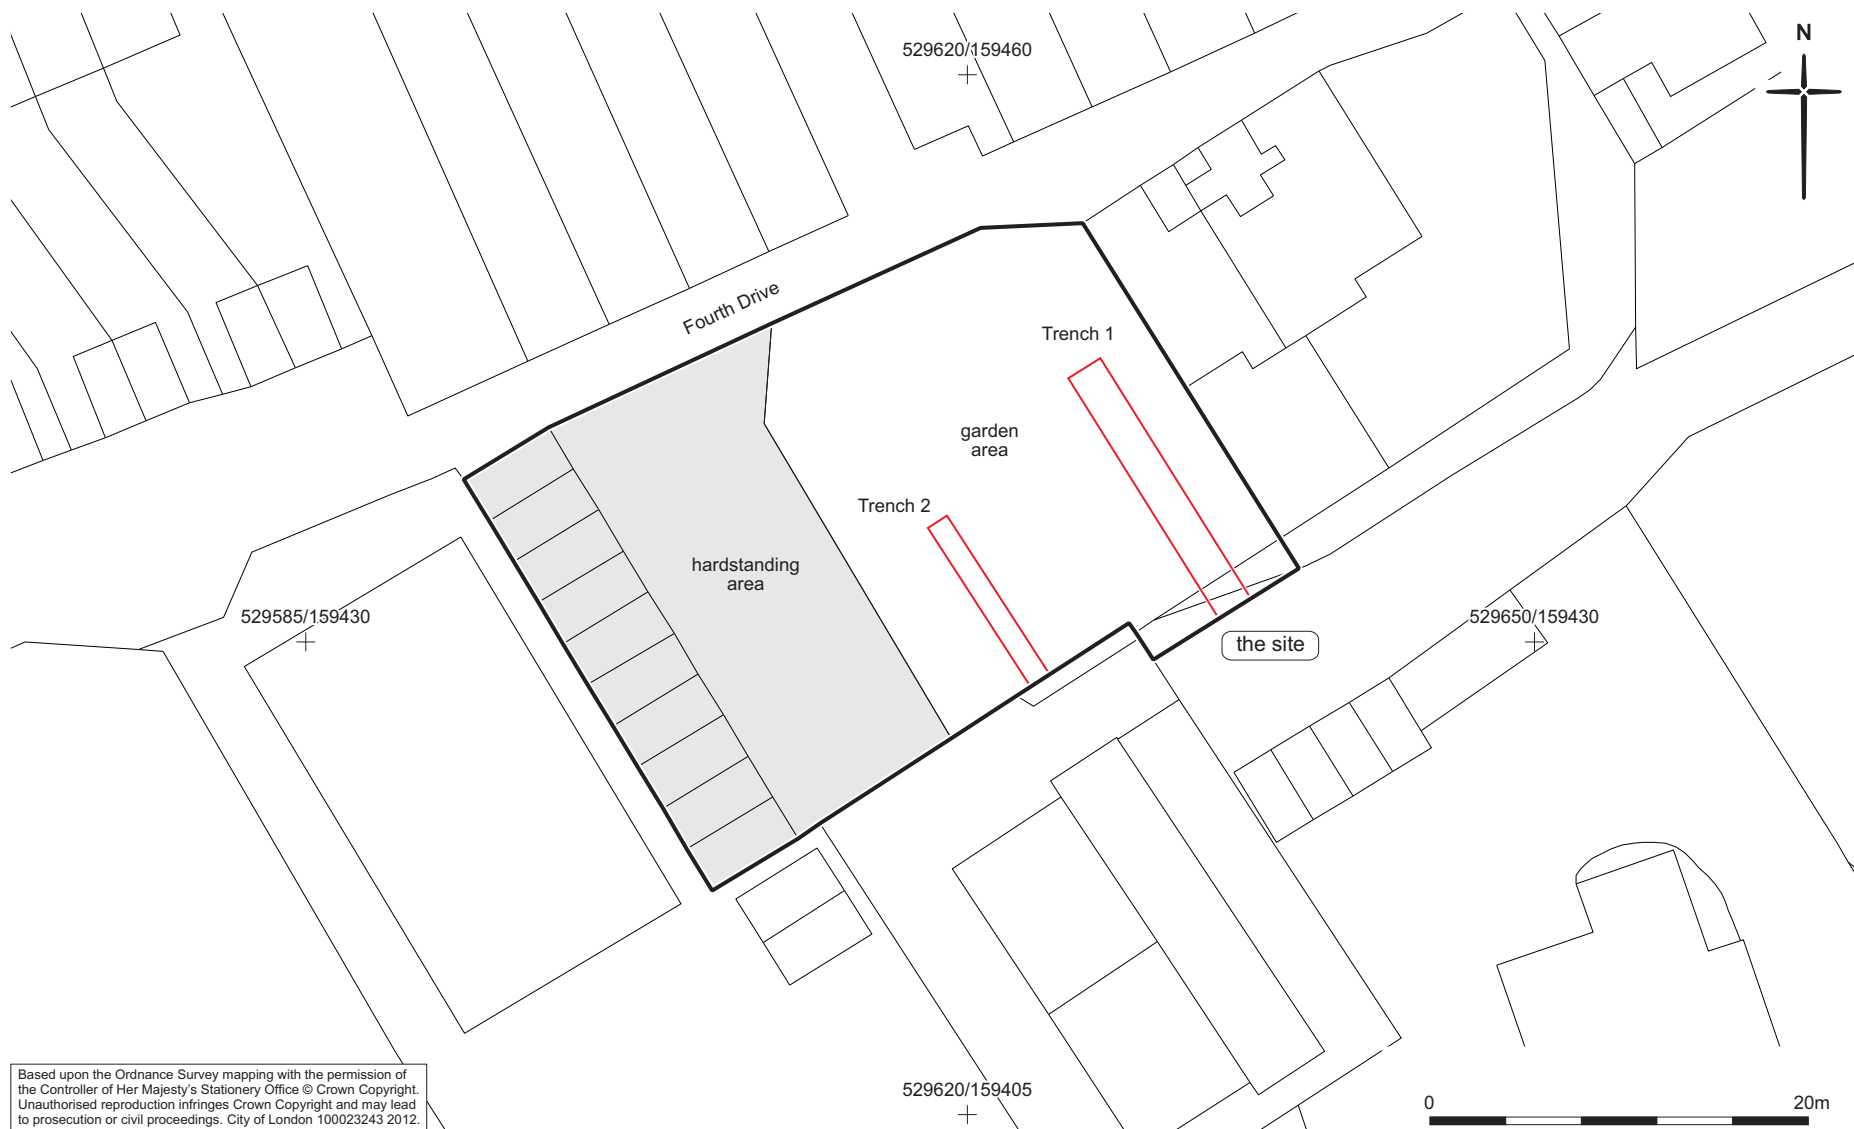 529620/159460
N
Fourth Drive
Trench 1
garden
area
Trench 2
hardstanding
area
529585/159430
529650/159430
the site
Based upon the Ordnance Survey mapping with the permission of
the Controller of Her Majesty's Stationery Office © Crown Copyright.
Unauthorised reproduction infringes Crown Copyright and may lead
to prosecution or civil proceedings. City of London 100023243 2012.
529620/159405
0 20m